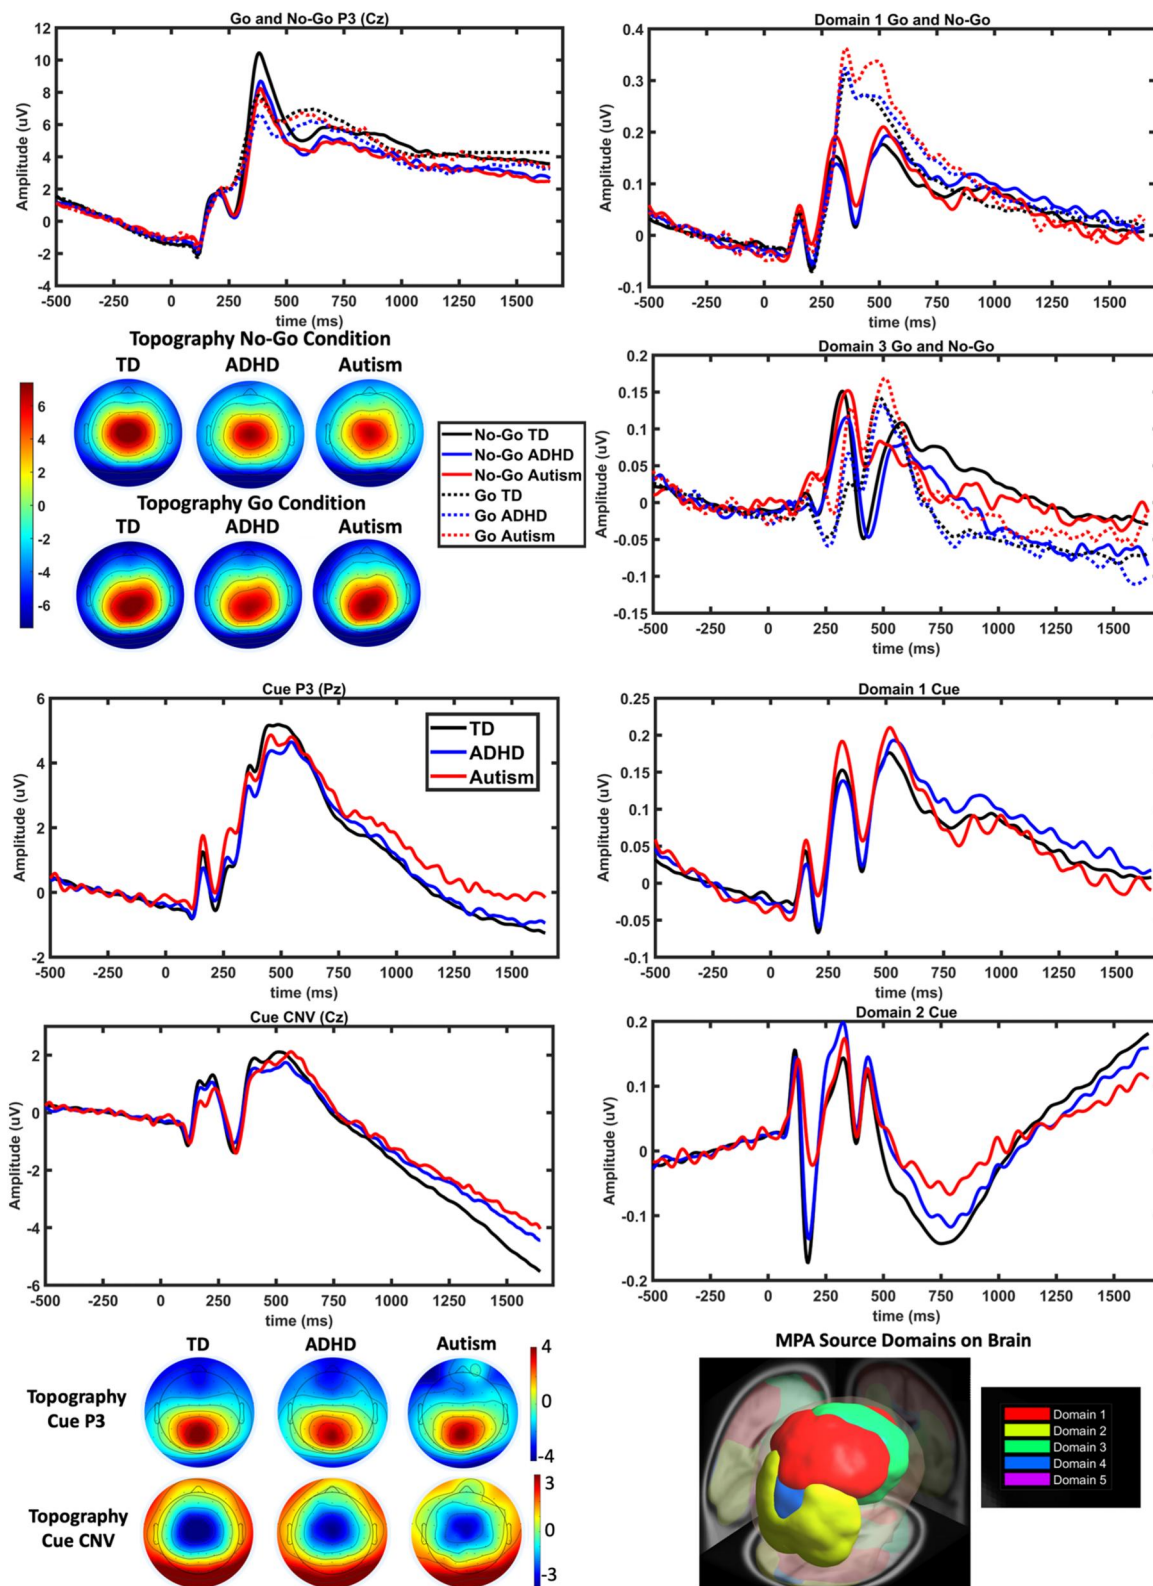 Go and No-Go P3 (Cz)
12
10
8
6
4
2
0
-2
-4
Amplitude (uV)
-500 -250 0 250 500 750 1000 1250 1500
time (ms)
Domain 1 Go and No-Go
0.4
0.3
0.2
0.1
0
-0.1
Amplitude (uV)
-500 -250 0 250 500 750 1000 1250 1500
time (ms)
Topography No-Go Condition
TD ADHD Autism
6
4
2
0
-2
-4
-6
Topography Go Condition
TD ADHD Autism
No-Go TD
No-Go ADHD
No-Go Autism
Go TD
Go ADHD
Go Autism
Domain 3 Go and No-Go
0.2
0.15
0.1
0.05
0
-0.05
-0.1
-0.15
Amplitude (uV)
-500 -250 0 250 500 750 1000 1250 1500
time (ms)
Cue P3 (Pz)
6
4
2
0
-2
Amplitude (uV)
TD
ADHD
Autism
-500 -250 0 250 500 750 1000 1250 1500
time (ms)
Domain 1 Cue
0.25
0.2
0.15
0.1
0.05
0
-0.05
-0.1
Amplitude (uV)
-500 -250 0 250 500 750 1000 1250 1500
time (ms)
Cue CNV (Cz)
2
0
-2
-4
-6
Amplitude (uV)
-500 -250 0 250 500 750 1000 1250 1500
time (ms)
Domain 2 Cue
0.2
0.1
0
-0.1
-0.2
Amplitude (uV)
-500 -250 0 250 500 750 1000 1250 1500
time (ms)
TD ADHD Autism
Topography
Cue P3
4
0
-4
Topography
Cue CNV
3
0
-3
MPA Source Domains on Brain
Domain 1
Domain 2
Domain 3
Domain 4
Domain 5